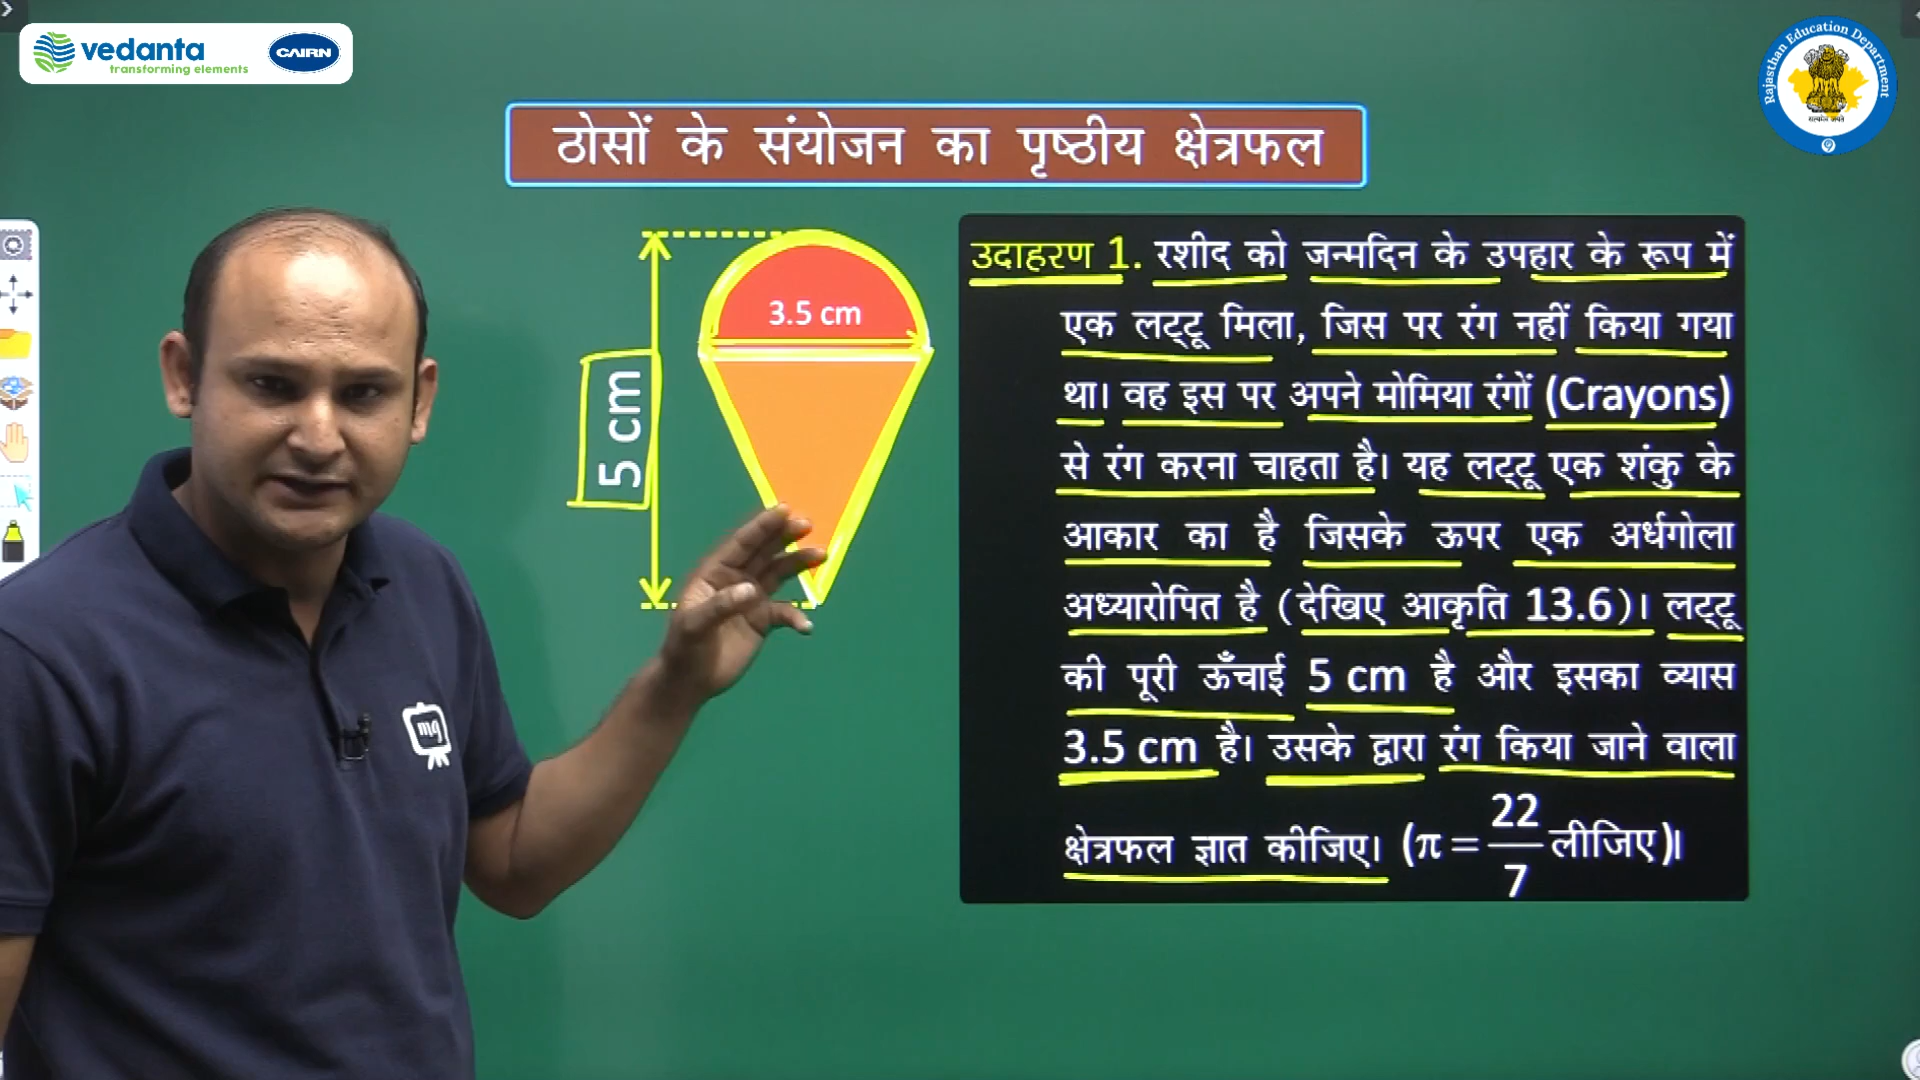 vedanta
transforming elements
CAIRN
Rajasthan Education Department
ठोसों के संयोजन का पृष्ठीय क्षेत्रफल
3.5 cm
5 cm
उदाहरण 1. रशीद को जन्मदिन के उपहार के रूप में
एक लट्टू मिला, जिस पर रंग नहीं किया गया
था। वह इस पर अपने मोमिया रंगों (Crayons)
से रंग करना चाहता है। यह लट्टू एक शंकु के
आकार का है जिसके ऊपर एक अर्धगोला
अध्यारोपित है (देखिए आकृति 13.6)। लट्टू
की पूरी ऊँचाई 5 cm है और इसका व्यास
3.5 cm है। उसके द्वारा रंग किया जाने वाला
क्षेत्रफल ज्ञात कीजिए। (π = 22/7 लीजिए)।
mg